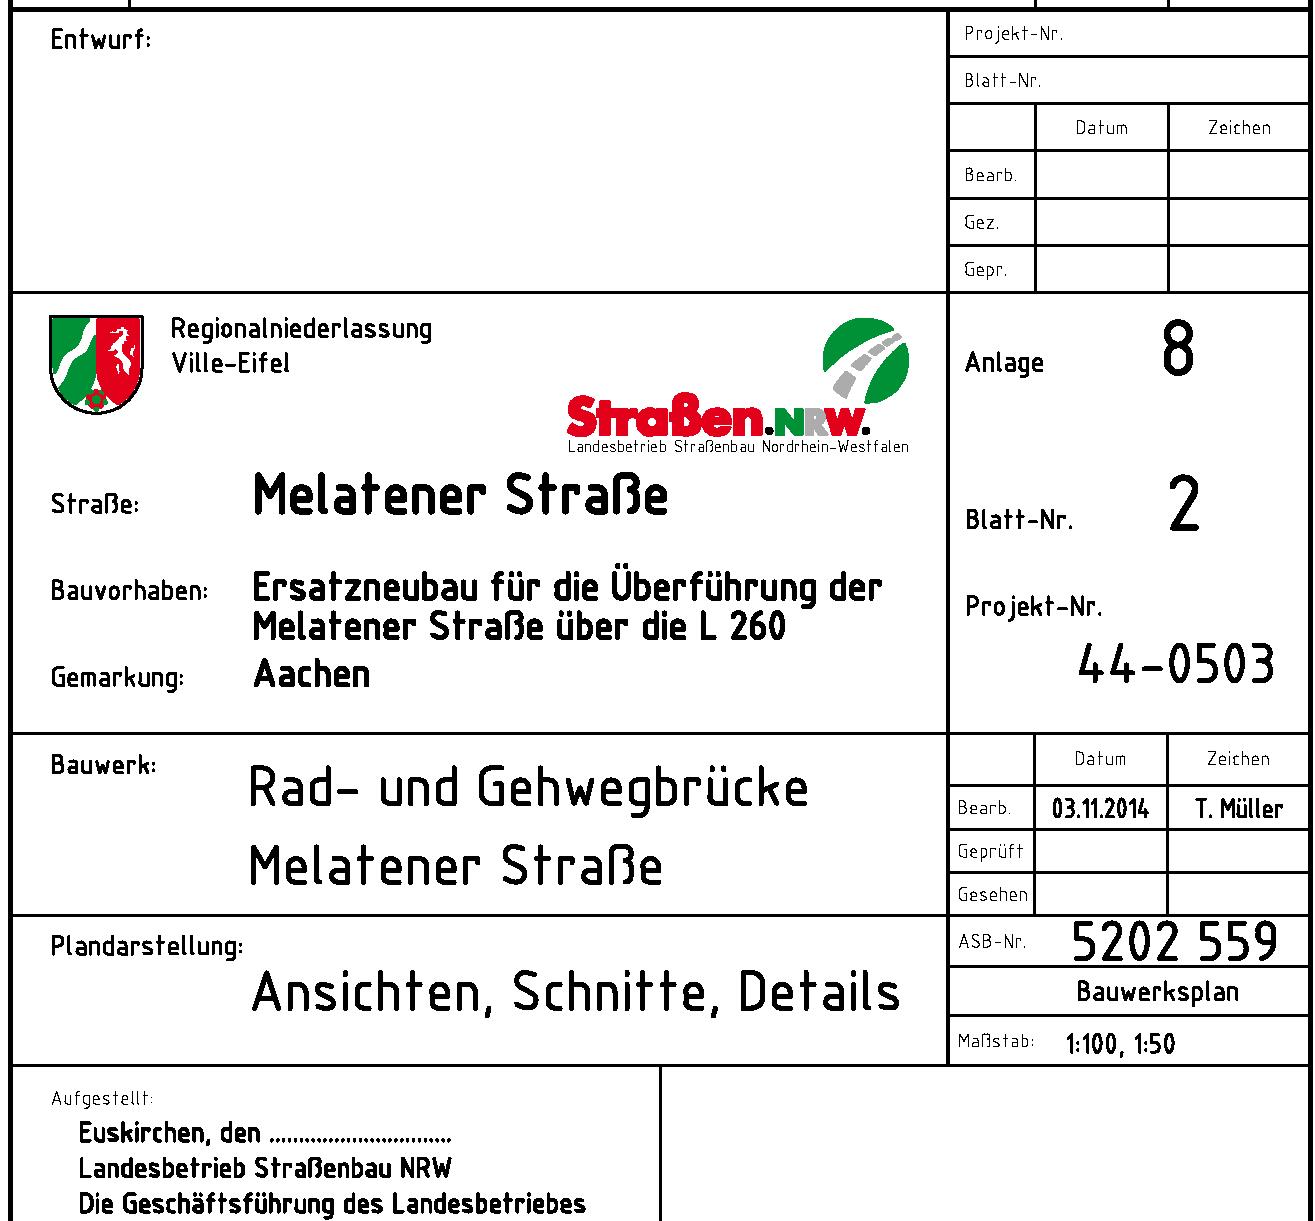 Entwurf:
Projekt-Nr.
Blatt-Nr.
Datum Zeichen
Bearb.
Gez.
Gepr.
Regionalniederlassung
Ville-Eifel
Straßen.NRW.
Landesbetrieb Straßenbau Nordrhein-Westfalen
Anlage 8
Straße: Melatener Straße
Blatt-Nr. 2
Bauvorhaben: Ersatzneubau für die Überführung der
Melatener Straße über die L 260
Projekt-Nr.
44-0503
Gemarkung: Aachen
Bauwerk: Rad- und Gehwegbrücke
Melatener Straße
Datum Zeichen
Bearb. 03.11.2014 T. Müller
Geprüft
Gesehen
Plandarstellung:
Ansichten, Schnitte, Details
ASB-Nr. 5202 559
Bauwerksplan
Maßstab: 1:100, 1:50
Aufgestellt:
Euskirchen, den ...............................
Landesbetrieb Straßenbau NRW
Die Geschäftsführung des Landesbetriebes